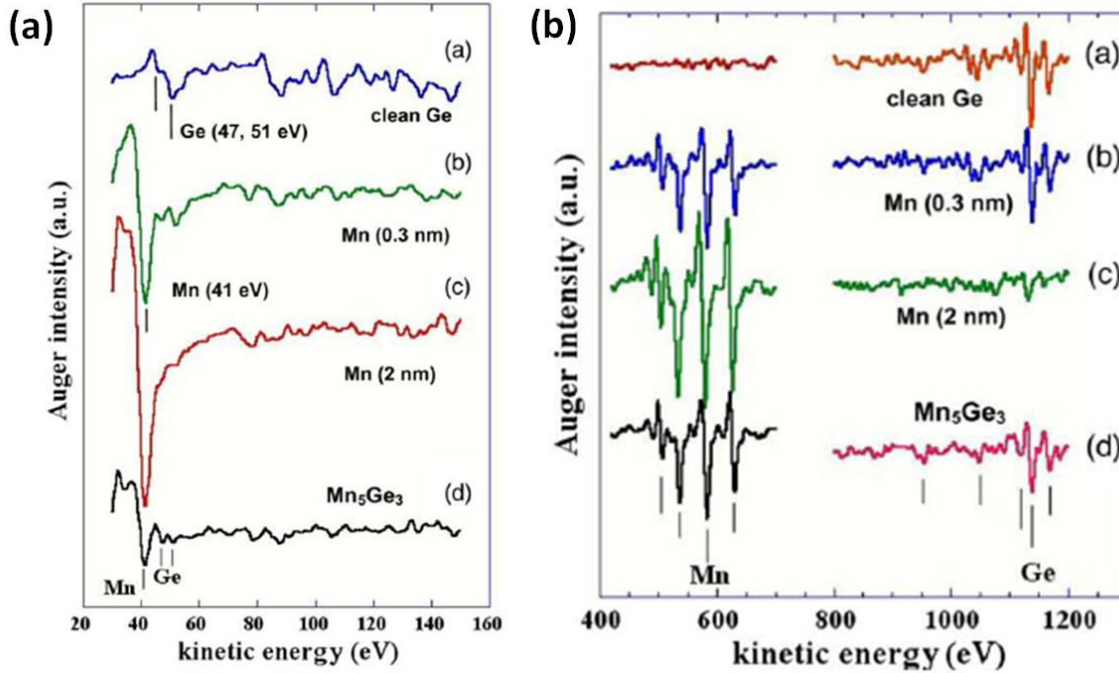 (a)
(a)
Ge (47, 51 eV)
clean Ge
(b)
Mn (0.3 nm)
Mn (41 eV)
(c)
Mn (2 nm)
Mn5Ge3
(d)
Mn
Ge
Auger intensity (a.u.)
20 40 60 80 100 120 140 160
kinetic energy (eV)
(b)
(a)
clean Ge
(b)
Mn (0.3 nm)
(c)
Mn (2 nm)
Mn₅Ge₃
(d)
Mn
Ge
Auger intensity (a.u.)
400 600 800 1000 1200
kinetic energy (eV)